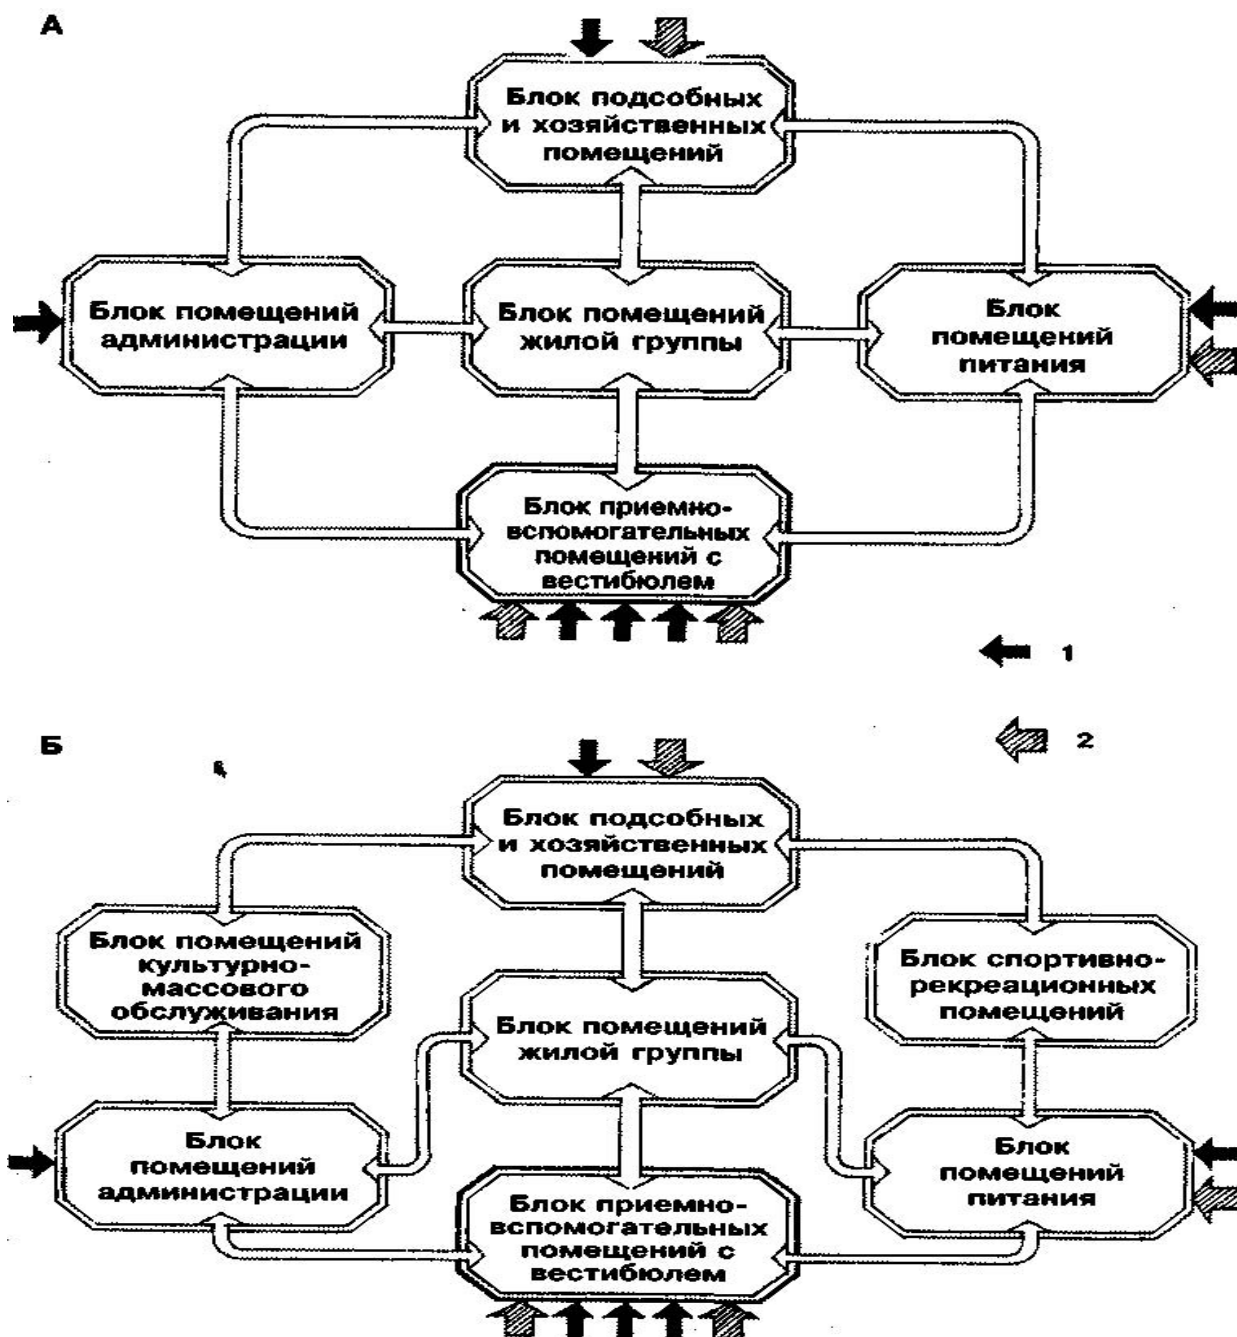 А
Блок подсобных
и хозяйственных
помещений
Блок помещений
администрации
Блок помещений
жилой группы
Блок
помещений
питания
Блок приемно-
вспомогательных
помещений с
вестибюлем
1
2
Б
Блок подсобных
и хозяйственных
помещений
Блок помещений
культурно-
массового
обслуживания
Блок спортивно-
рекреационных
помещений
Блок помещений
жилой группы
Блок
помещений
администрации
Блок
помещений
питания
Блок приемно-
вспомогательных
помещений с
вестибюлем